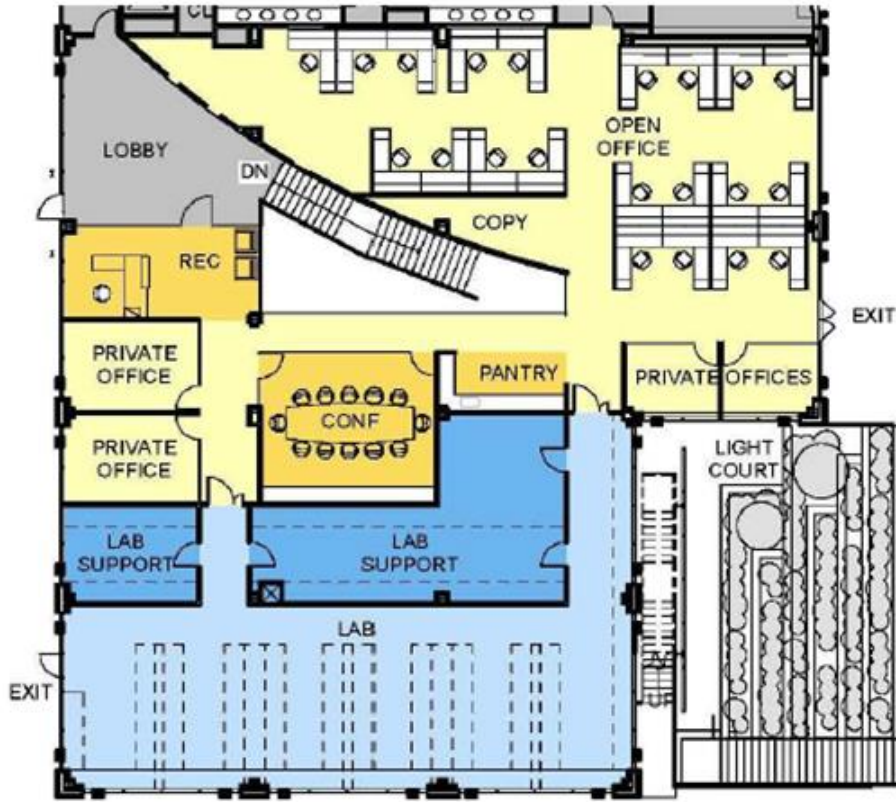 CL
LOBBY
DN
OPEN
OFFICE
COPY
REC
EXIT
PRIVATE
OFFICE
PANTRY
PRIVATE OFFICES
CONF
PRIVATE
OFFICE
LIGHT
COURT
LAB
SUPPORT
LAB
SUPPORT
LAB
EXIT
UP